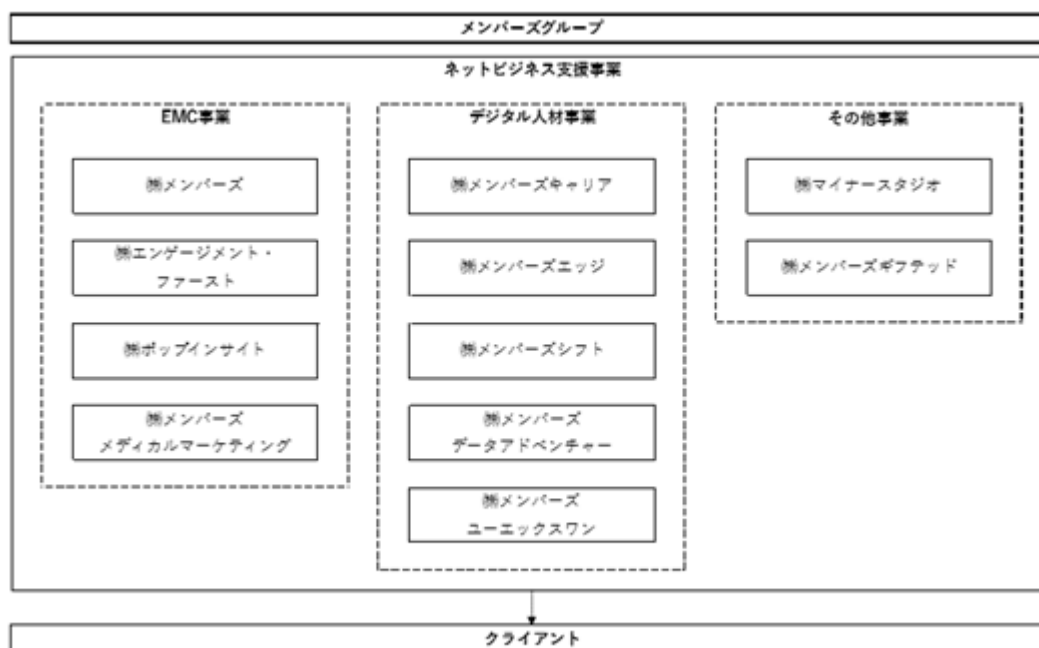 メンバーズグループ
ネットビジネス支援事業
EMC事業
㈱メンバーズ
㈱エンゲージメント・
ファースト
㈱ポップインサイト
㈱メンバーズ
メディカルマーケティング
デジタル人材事業
㈱メンバーズキャリア
㈱メンバーズエッジ
㈱メンバーズシフト
㈱メンバーズ
データアドベンチャー
㈱メンバーズ
ユーエックスワン
その他事業
㈱マイナースタジオ
㈱メンバーズギフテッド
クライアント